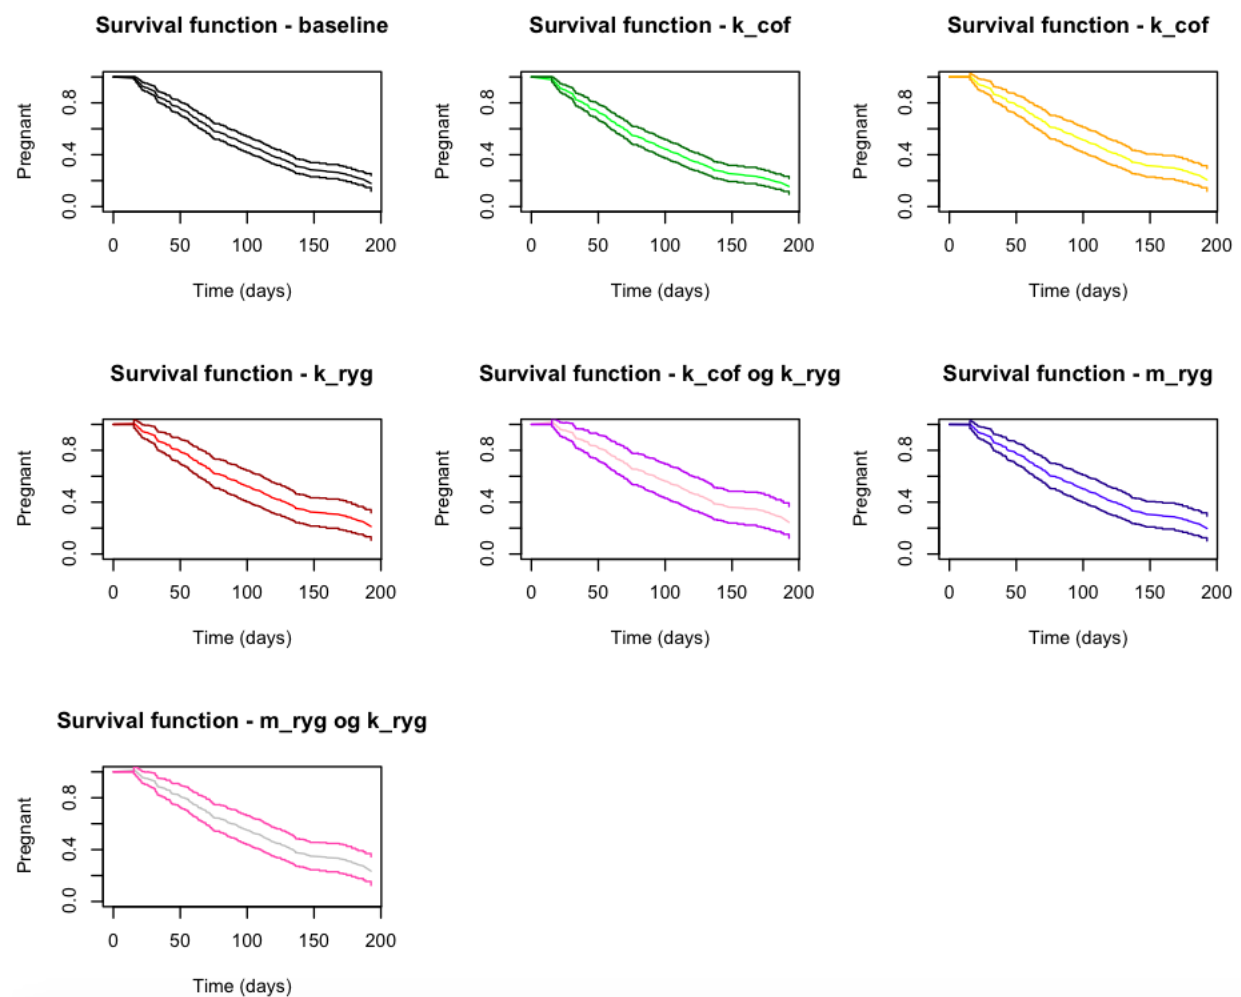 Survival function - baseline
Pregnant
0.8
0.4
0.0
0 50 100 150 200
Time (days)
Survival function - k_cof
Pregnant
0.8
0.4
0.0
0 50 100 150 200
Time (days)
Survival function - k_cof
Pregnant
0.8
0.4
0.0
0 50 100 150 200
Time (days)
Survival function - k_ryg
Pregnant
0.8
0.4
0.0
0 50 100 150 200
Time (days)
Survival function - k_cof og k_ryg
Pregnant
0.8
0.4
0.0
0 50 100 150 200
Time (days)
Survival function - m_ryg
Pregnant
0.8
0.4
0.0
0 50 100 150 200
Time (days)
Survival function - m_ryg og k_ryg
Pregnant
0.8
0.4
0.0
0 50 100 150 200
Time (days)